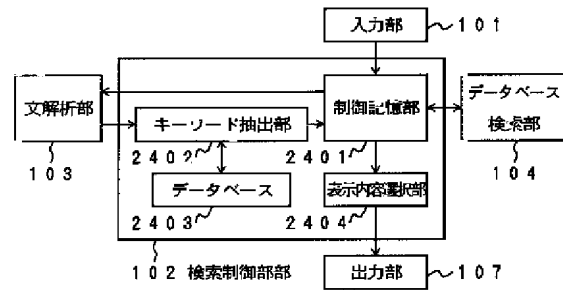 入力部
101
文解析部
キーワード抽出部
制御記憶部
データベース
検索部
2402
2401
103
データベース
表示内容選択部
104
2403
2404
102 検索制御部部
出力部
107